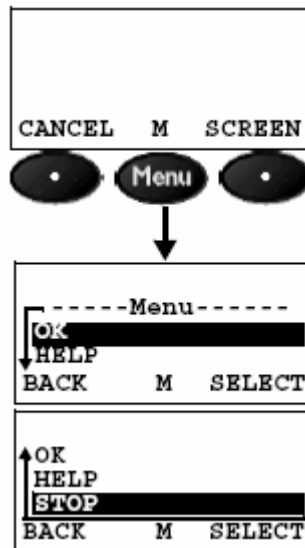 CANCEL M SCREEN
Menu
------Menu------
OK
HELP
BACK M SELECT
OK
HELP
STOP
BACK M SELECT